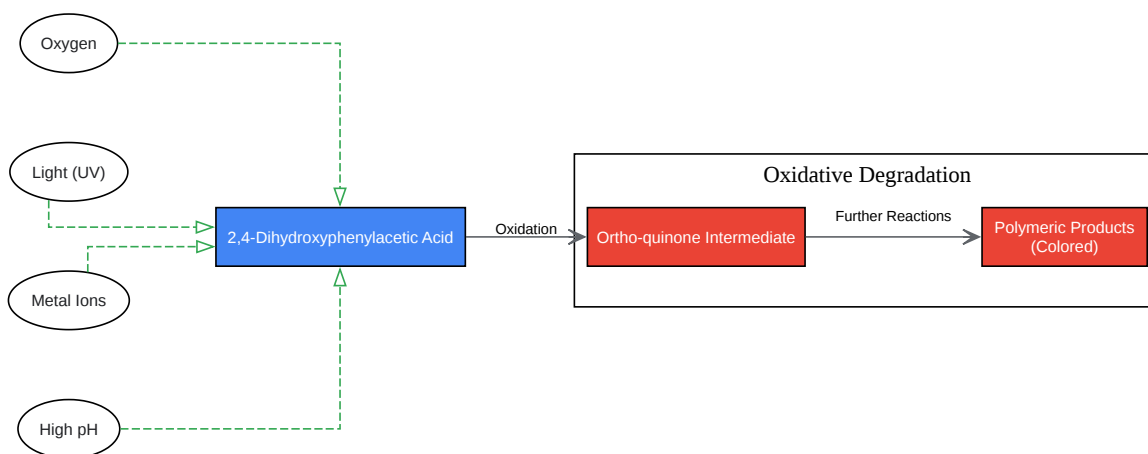 Oxygen
Light (UV)
Metal Ions
High pH
2,4-Dihydroxyphenylacetic Acid
Oxidation
Oxidative Degradation
Ortho-quinone Intermediate
Further Reactions
Polymeric Products
(Colored)